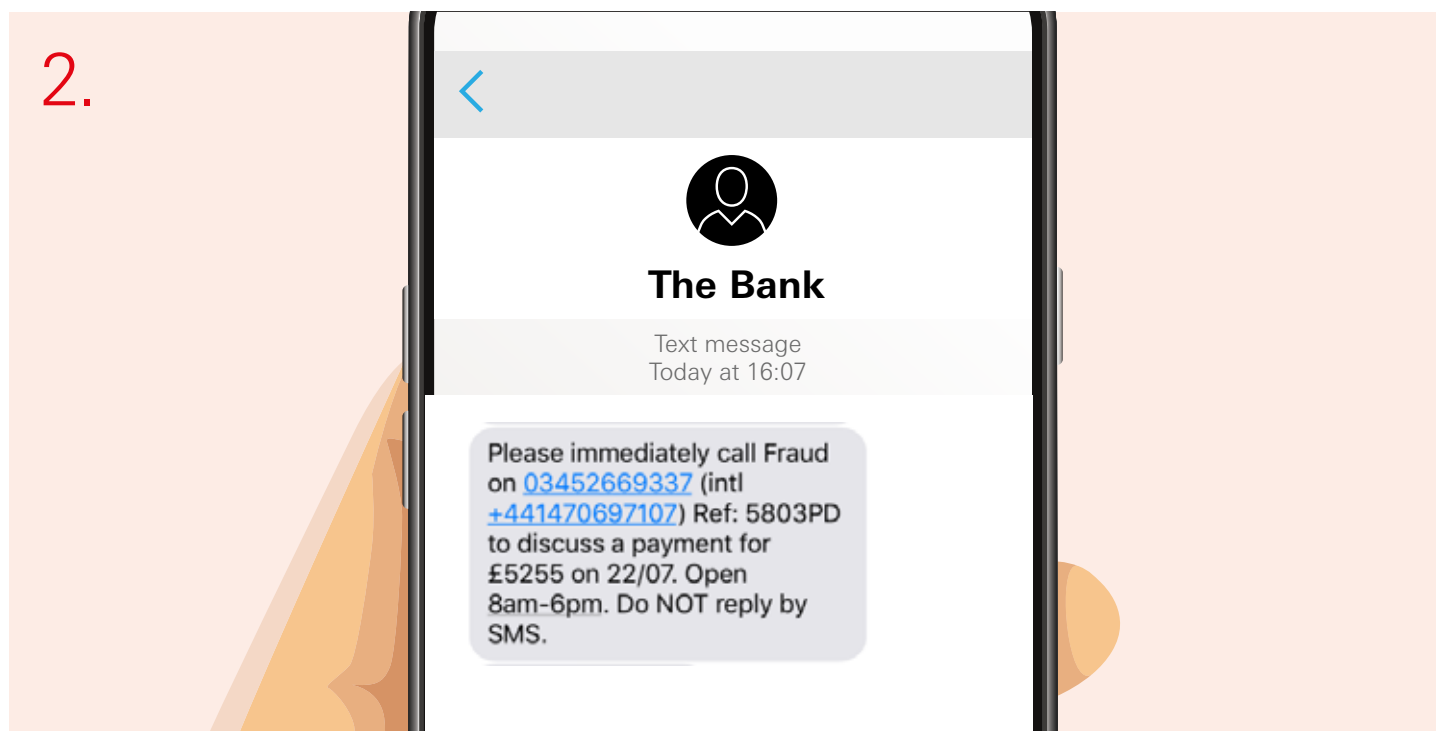 2.
The Bank
Text message
Today at 16:07
Please immediately call Fraud
on 03452669337 (intl
+441470697107) Ref: 5803PD
to discuss a payment for
£5255 on 22/07. Open
8am-6pm. Do NOT reply by
SMS.